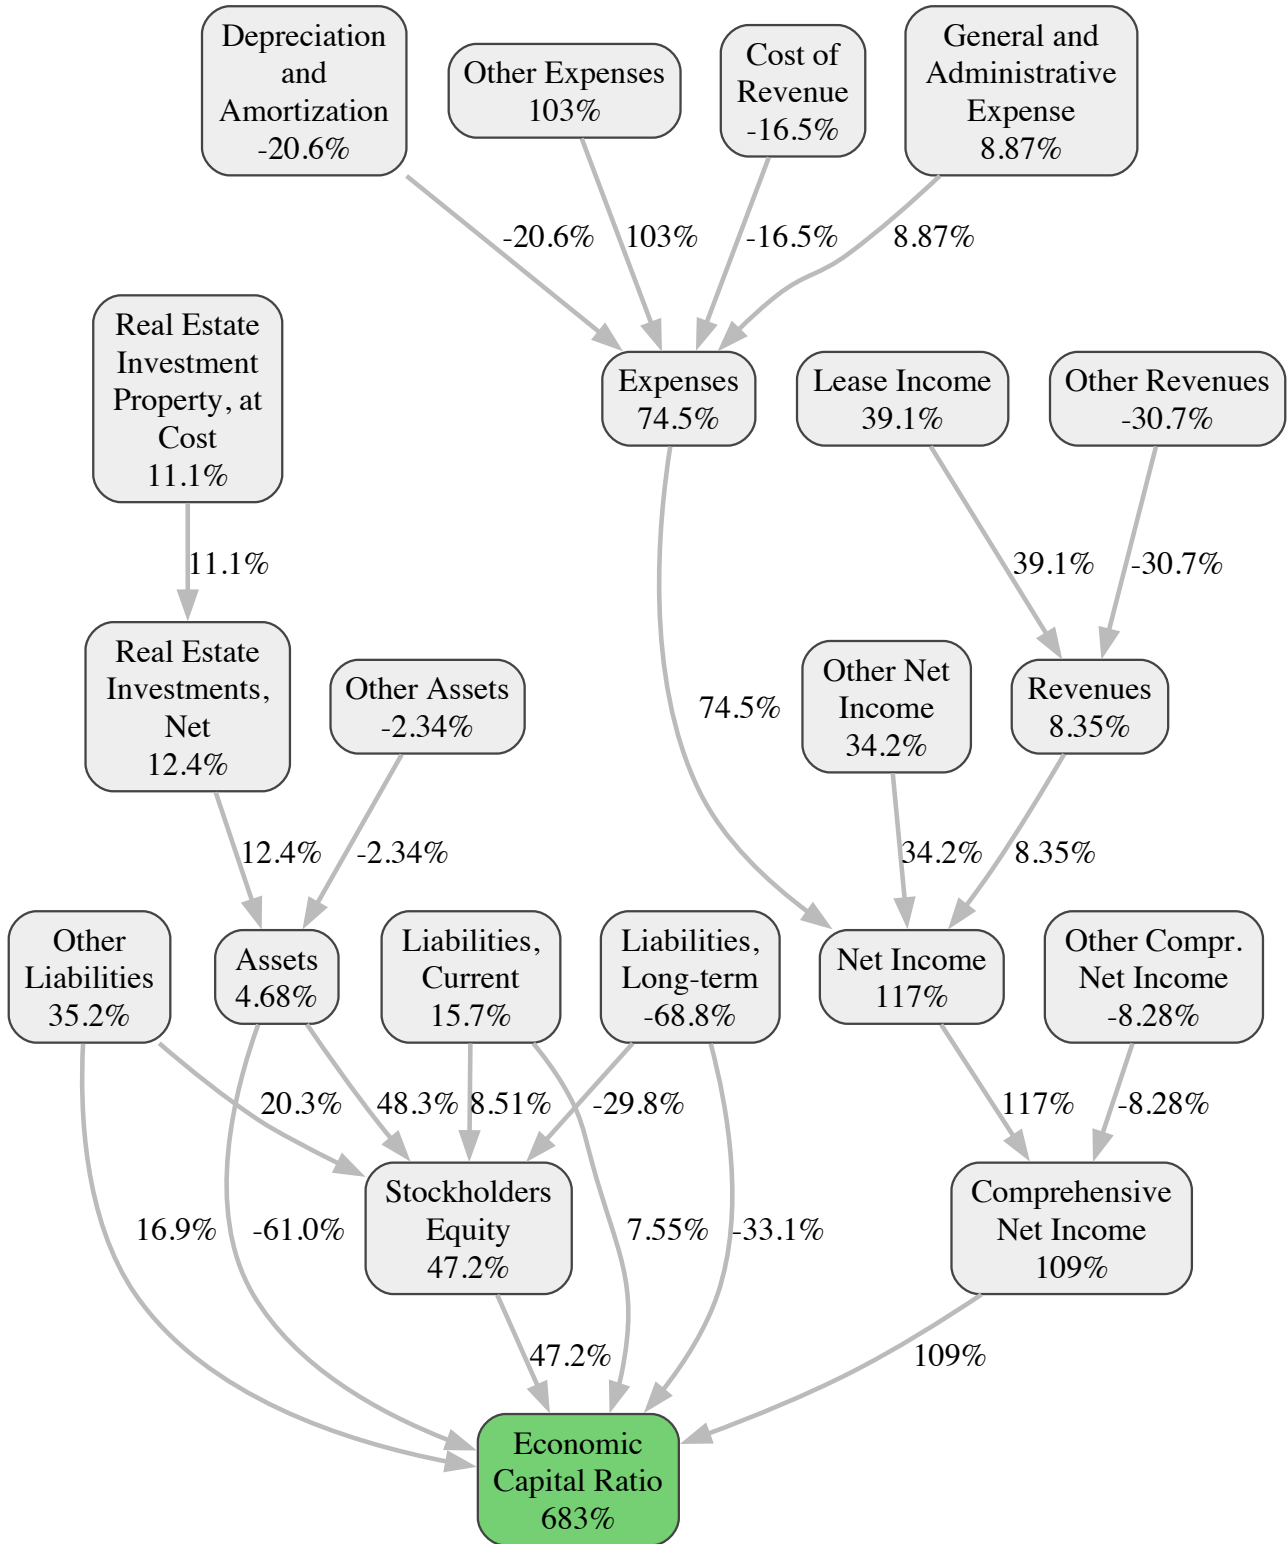 Depreciation
and
Amortization
-20.6%
Other Expenses
103%
Cost of
Revenue
-16.5%
General and
Administrative
Expense
8.87%
-20.6%
103%
-16.5%
8.87%
Real Estate
Investment
Property, at
Cost
11.1%
Expenses
74.5%
Lease Income
39.1%
Other Revenues
-30.7%
11.1%
39.1%
-30.7%
Real Estate
Investments,
Net
12.4%
Other Assets
-2.34%
74.5%
Other Net
Income
34.2%
Revenues
8.35%
12.4%
-2.34%
34.2%
8.35%
Other
Liabilities
35.2%
Assets
4.68%
Liabilities,
Current
15.7%
Liabilities,
Long-term
-68.8%
Net Income
117%
Other Compr.
Net Income
-8.28%
20.3%
48.3%
8.51%
-29.8%
117%
-8.28%
16.9%
-61.0%
Stockholders
Equity
47.2%
7.55%
-33.1%
Comprehensive
Net Income
109%
47.2%
109%
Economic
Capital Ratio
683%